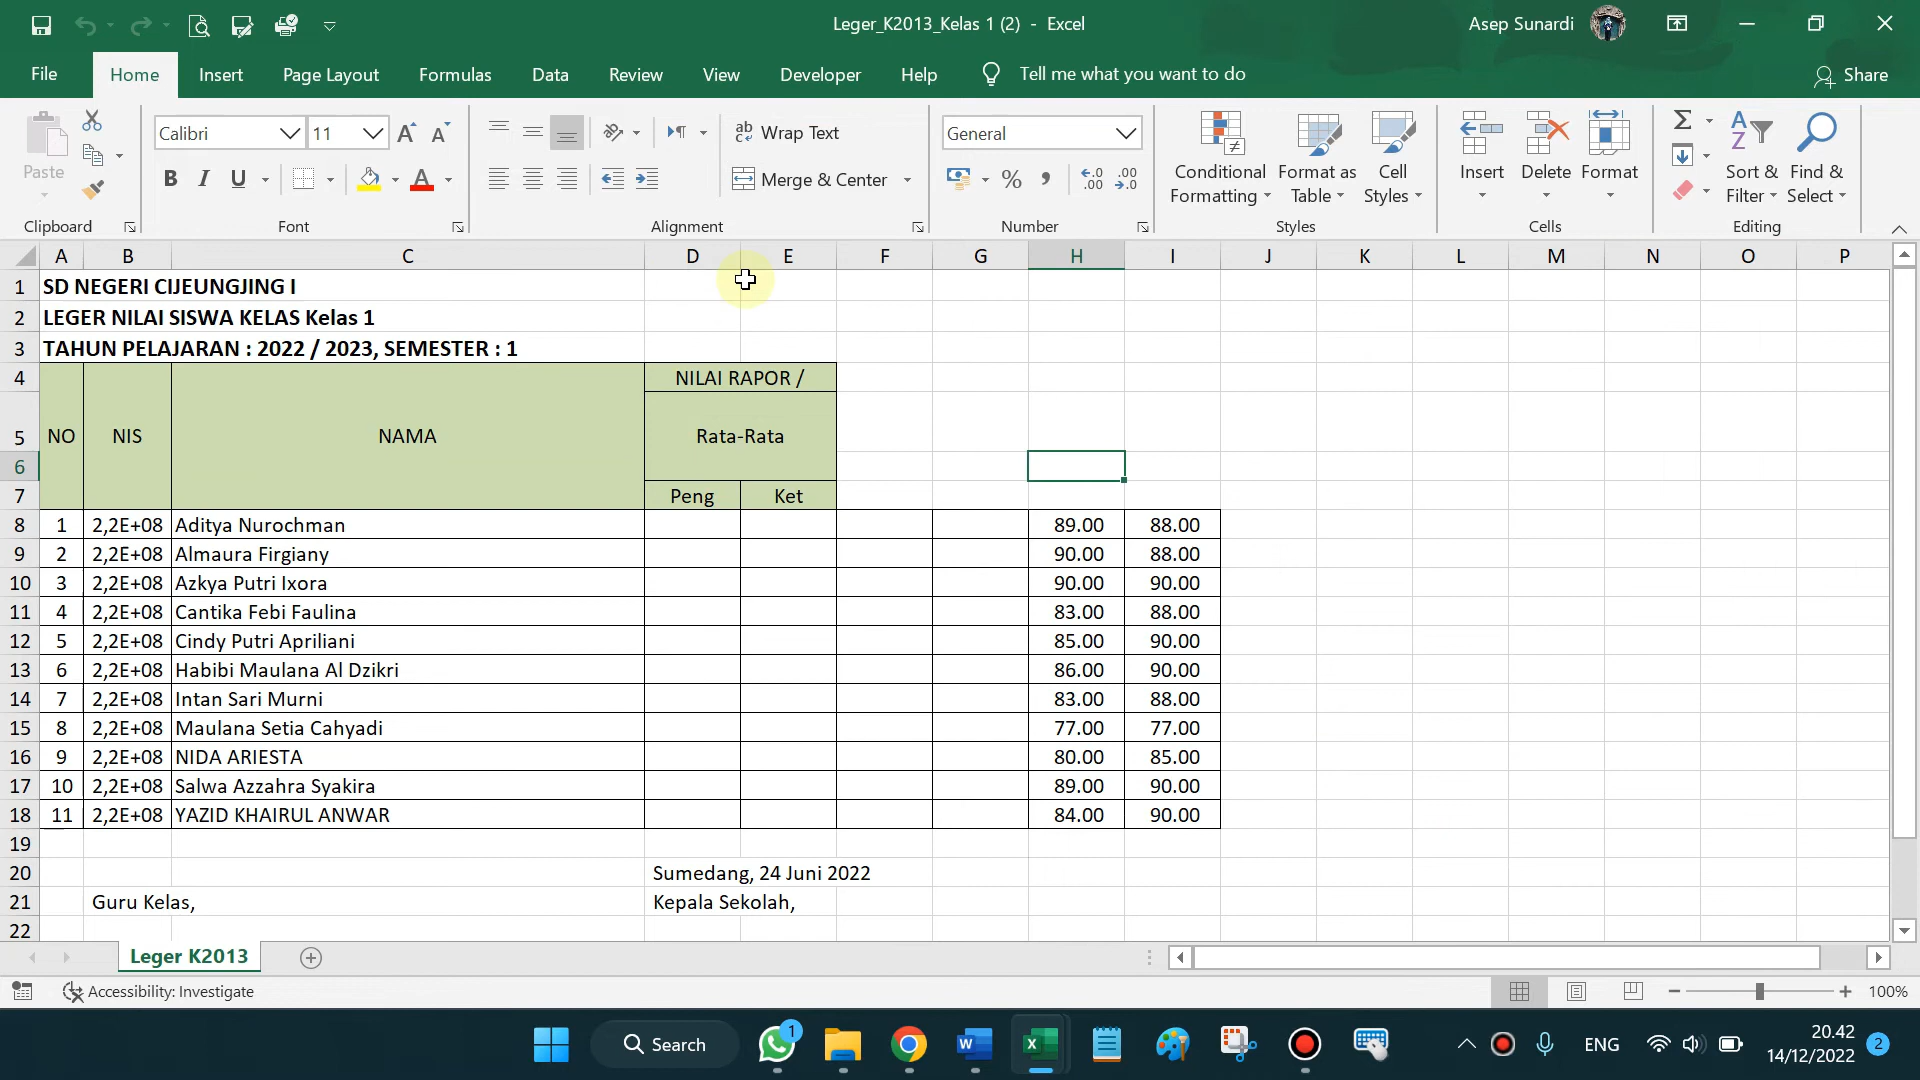 Leger_K2013_Kelas 1 (2) - Excel
Asep Sunardi
File Home Insert Page Layout Formulas Data Review View Developer Help Tell me what you want to do Share
Paste
Calibri 11
B I U
Wrap Text
Merge & Center
General
Conditional Formatting
Format as Table
Cell Styles
Insert Delete Format
Sort & Filter
Find & Select
Clipboard Font Alignment Number Styles Cells Editing
A B C D E F G H I J K L M N O P
1 SD NEGERI CIJEUNGJING I
2 LEGER NILAI SISWA KELAS Kelas 1
3 TAHUN PELAJARAN : 2022 / 2023, SEMESTER : 1
4 NILAI RAPOR /
5 NO NIS NAMA Rata-Rata
6
7 Peng Ket
8 1 2,2E+08 Aditya Nurochman 89.00 88.00
9 2 2,2E+08 Almaura Firgiany 90.00 88.00
10 3 2,2E+08 Azkya Putri Ixora 90.00 90.00
11 4 2,2E+08 Cantika Febi Faulina 83.00 88.00
12 5 2,2E+08 Cindy Putri Apriliani 85.00 90.00
13 6 2,2E+08 Habibi Maulana Al Dzikri 86.00 90.00
14 7 2,2E+08 Intan Sari Murni 83.00 88.00
15 8 2,2E+08 Maulana Setia Cahyadi 77.00 77.00
16 9 2,2E+08 NIDA ARIESTA 80.00 85.00
17 10 2,2E+08 Salwa Azzahra Syakira 89.00 90.00
18 11 2,2E+08 YAZID KHAIRUL ANWAR 84.00 90.00
19
20 Sumedang, 24 Juni 2022
21 Guru Kelas, Kepala Sekolah,
22
Leger K2013
Accessibility: Investigate
100%
Search
1
ENG
20.42
14/12/2022
2